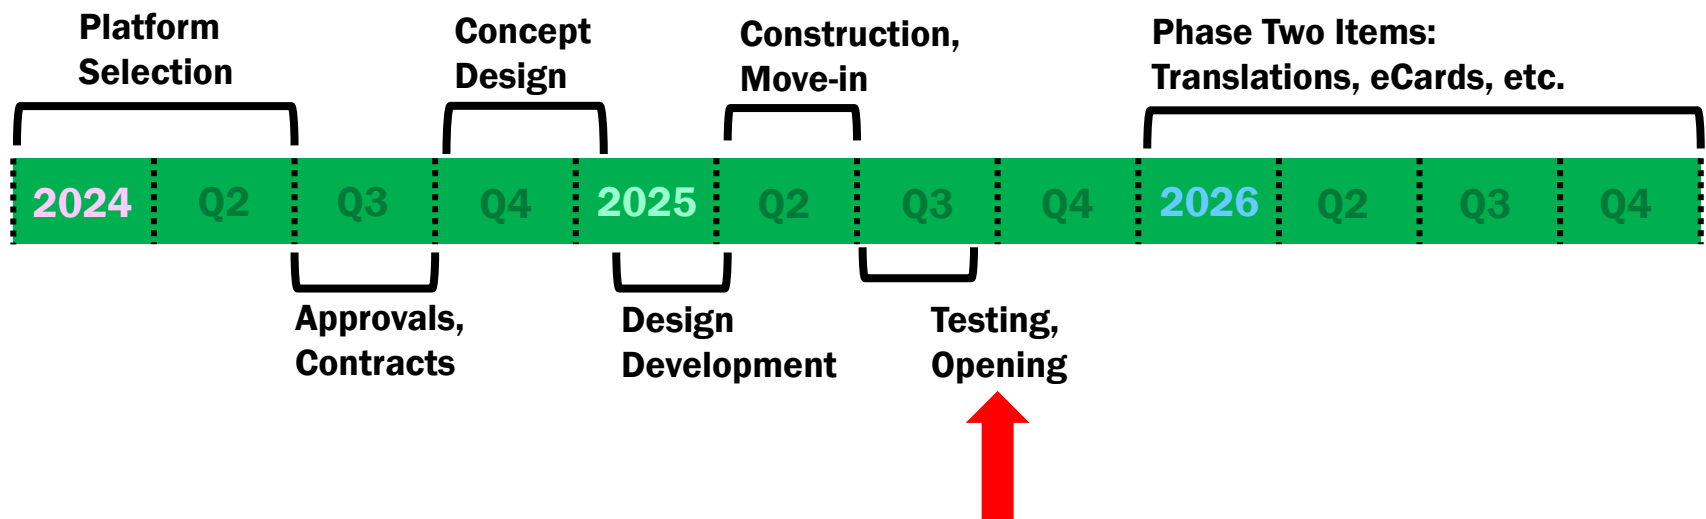 Platform
Selection
Concept
Design
Construction,
Move-in
Phase Two Items:
Translations, eCards, etc.
2024 Q2 Q3 Q4 2025 Q2 Q3 Q4 2026 Q2 Q3 Q4
Approvals,
Contracts
Design
Development
Testing,
Opening